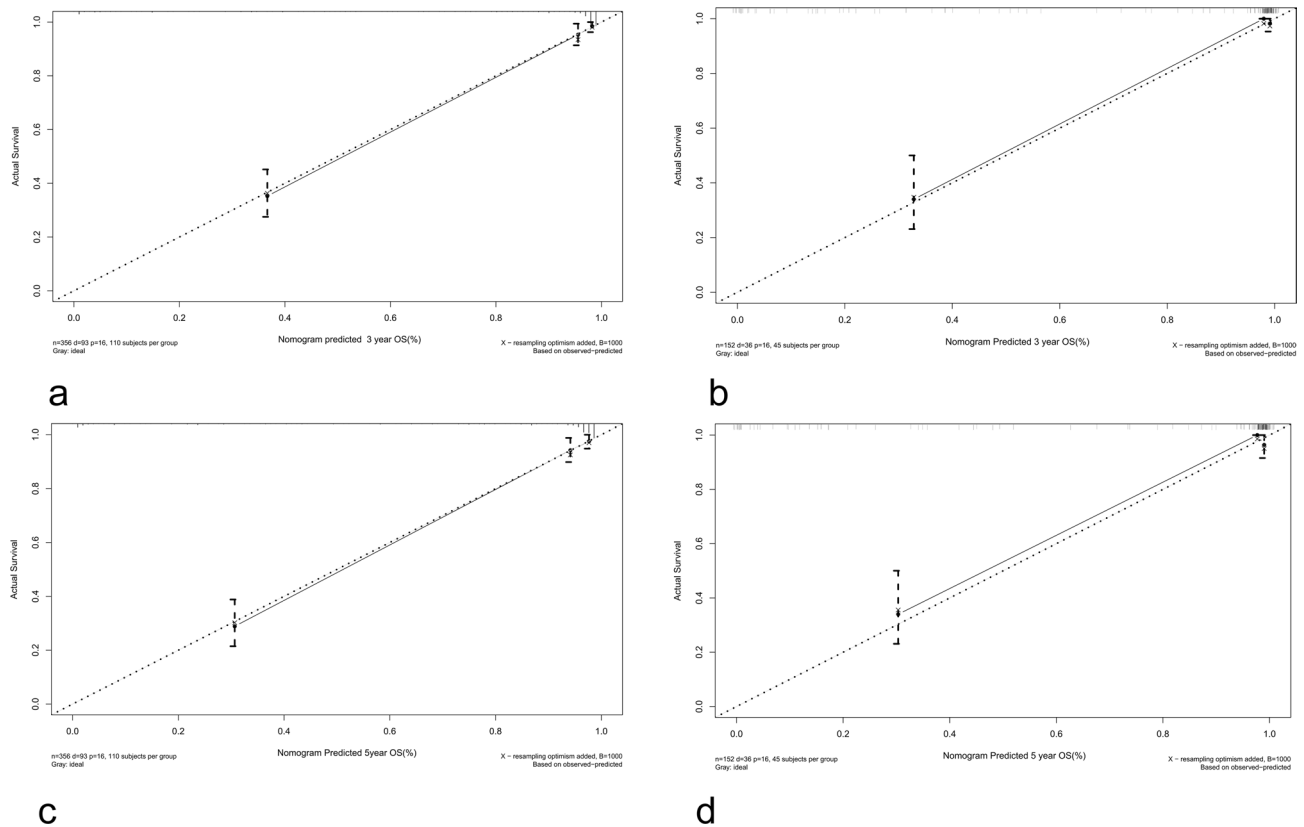 1.0
0.8
0.6
0.4
0.2
0.0
Actual Survival
0.0 0.2 0.4 0.6 0.8 1.0
Nomogram predicted 3 year OS(%)
n=356 d=93 p=16, 110 subjects per group
Gray: ideal
X − resampling optimism added, B=1000
Based on observed−predicted
a
1.0
0.8
0.6
0.4
0.2
0.0
Actual Survival
0.0 0.2 0.4 0.6 0.8 1.0
Nomogram Predicted 3 year OS(%)
n=152 d=36 p=16, 45 subjects per group
Gray: ideal
X − resampling optimism added, B=1000
Based on observed−predicted
b
1.0
0.8
0.6
0.4
0.2
0.0
Actual Survival
0.0 0.2 0.4 0.6 0.8 1.0
Nomogram Predicted 5year OS(%)
n=356 d=93 p=16, 110 subjects per group
Gray: ideal
X − resampling optimism added, B=1000
Based on observed−predicted
c
1.0
0.8
0.6
0.4
0.2
0.0
Actual Survival
0.0 0.2 0.4 0.6 0.8 1.0
Nomogram Predicted 5 year OS(%)
n=152 d=36 p=16, 45 subjects per group
Gray: ideal
X − resampling optimism added, B=1000
Based on observed−predicted
d